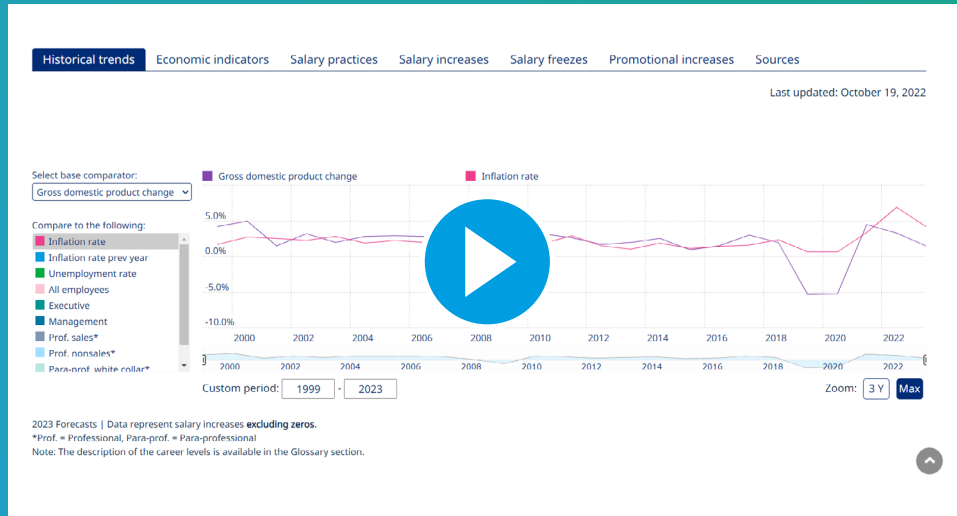 Historical trends Economic indicators Salary practices Salary increases Salary freezes Promotional increases Sources
Last updated: October 19, 2022
Select base comparator:
Gross domestic product change
Compare to the following:
Inflation rate
Inflation rate prev year
Unemployment rate
All employees
Executive
Management
Prof. sales*
Prof. nonsales*
Para-prof. white collar*
Gross domestic product change Inflation rate
5.0%
0.0%
-5.0%
-10.0%
2000 2002 2004 2006 2008 2010 2012 2014 2016 2018 2020 2022
2000 2002 2004 2006 2008 2010 2012 2014 2016 2018 2020 2022
Custom period: 1999 - 2023 Zoom: 3 Y Max
2023 Forecasts | Data represent salary increases excluding zeros.
*Prof. = Professional, Para-prof. = Para-professional
Note: The description of the career levels is available in the Glossary section.